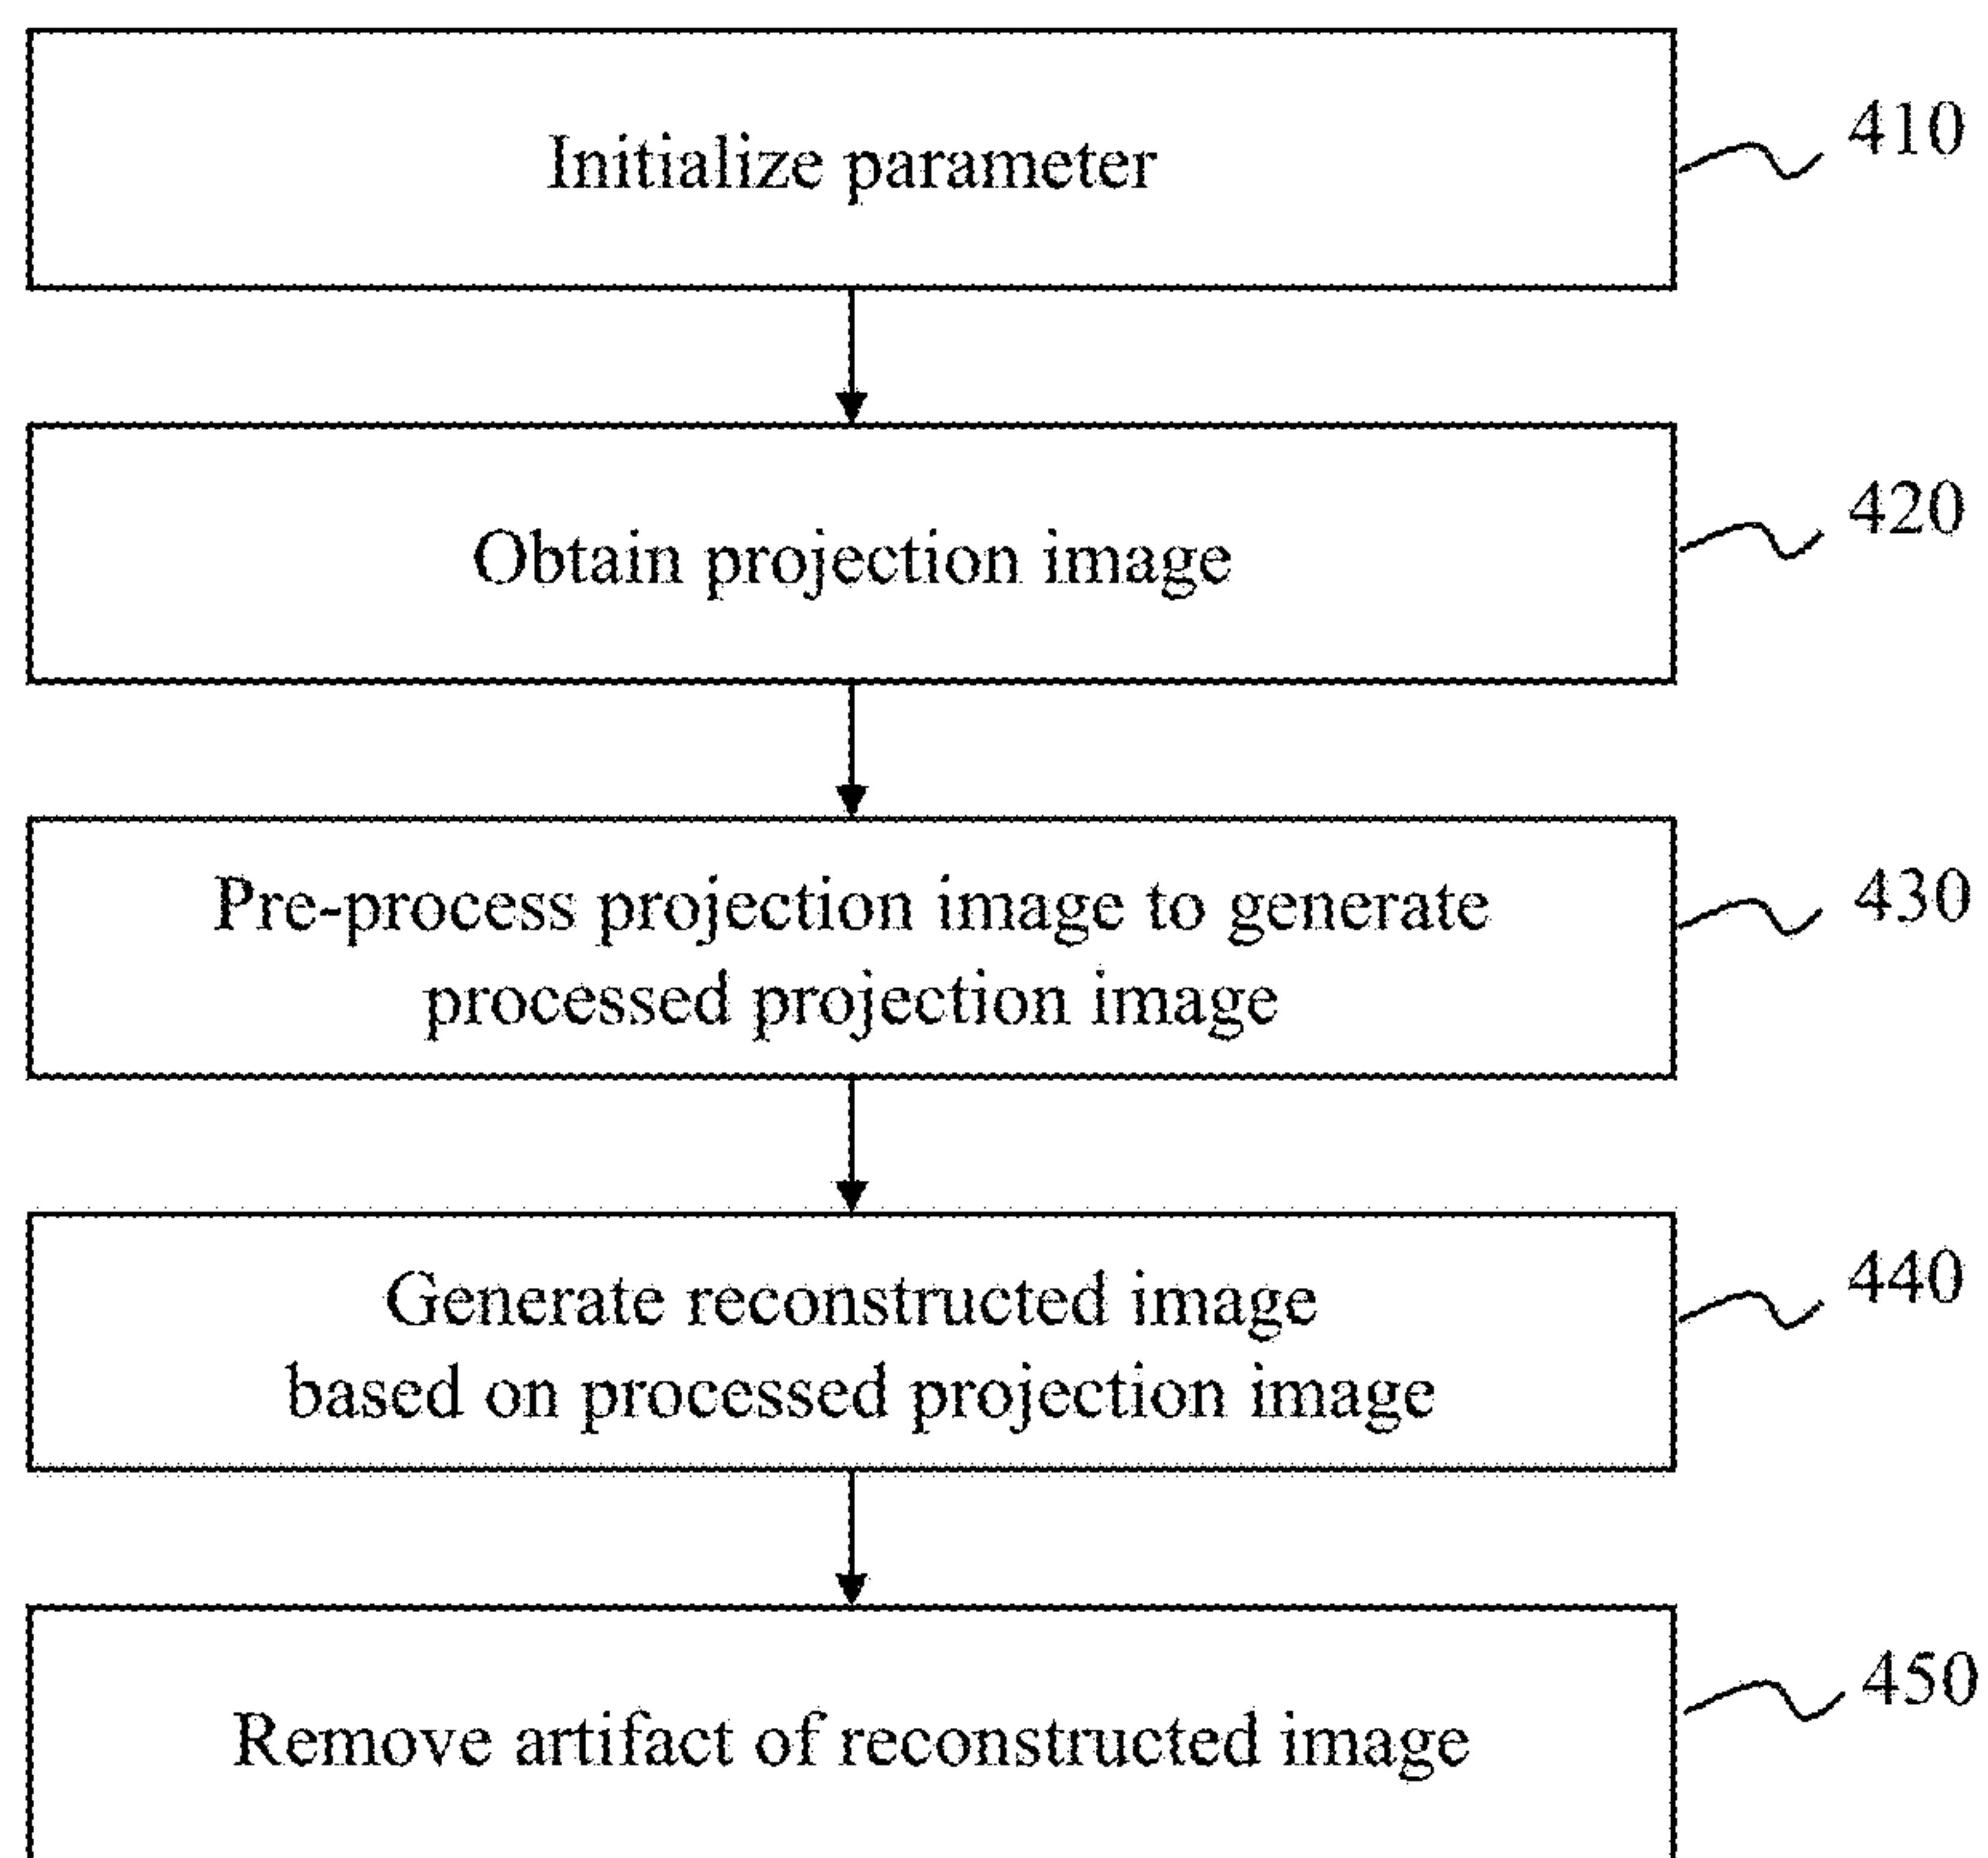 Initialize parameter
410
Obtain projection image
420
Pre-process projection image to generate
processed projection image
430
Generate reconstructed image
based on processed projection image
440
Remove artifact of reconstructed image
450